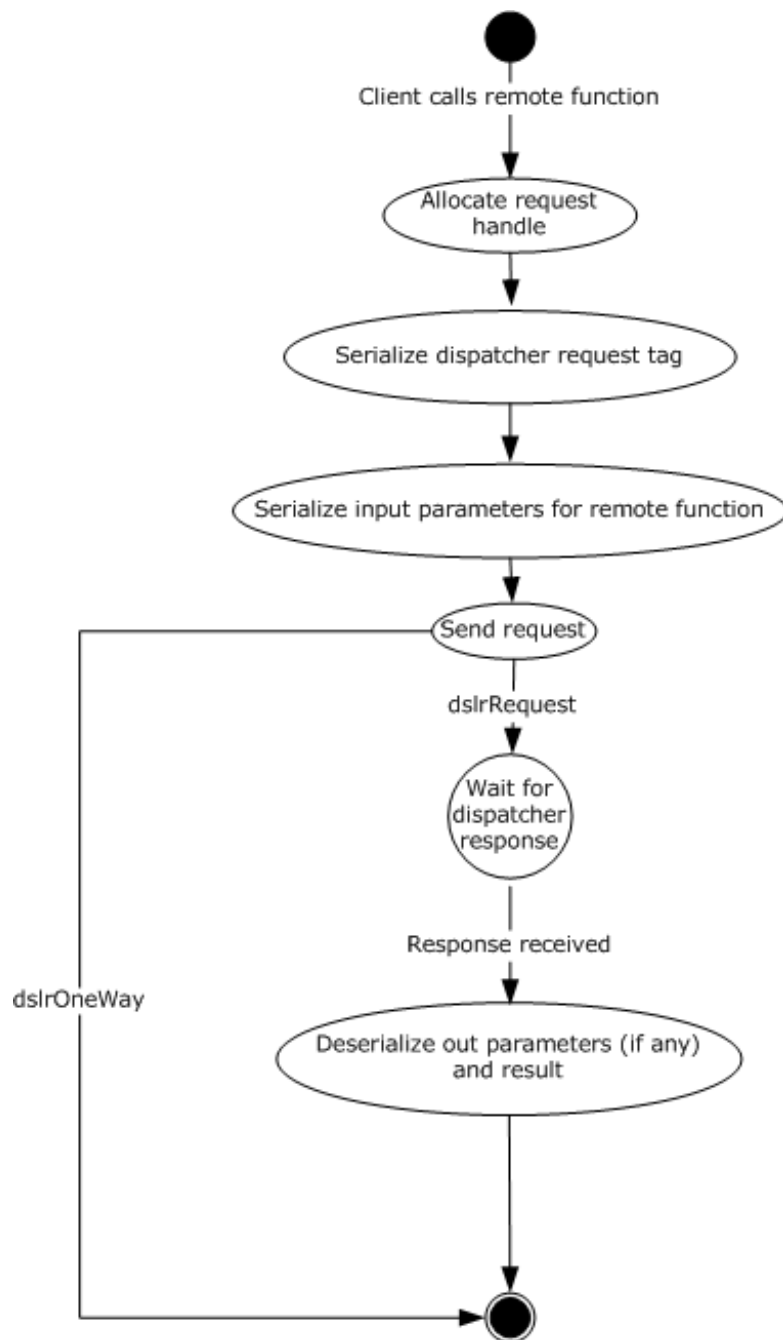 Client calls remote function
Allocate request
handle
Serialize dispatcher request tag
Serialize input parameters for remote function
Send request
dslrRequest
Wait for
dispatcher
response
Response received
dslrOneWay
Deserialize out parameters (if any)
and result